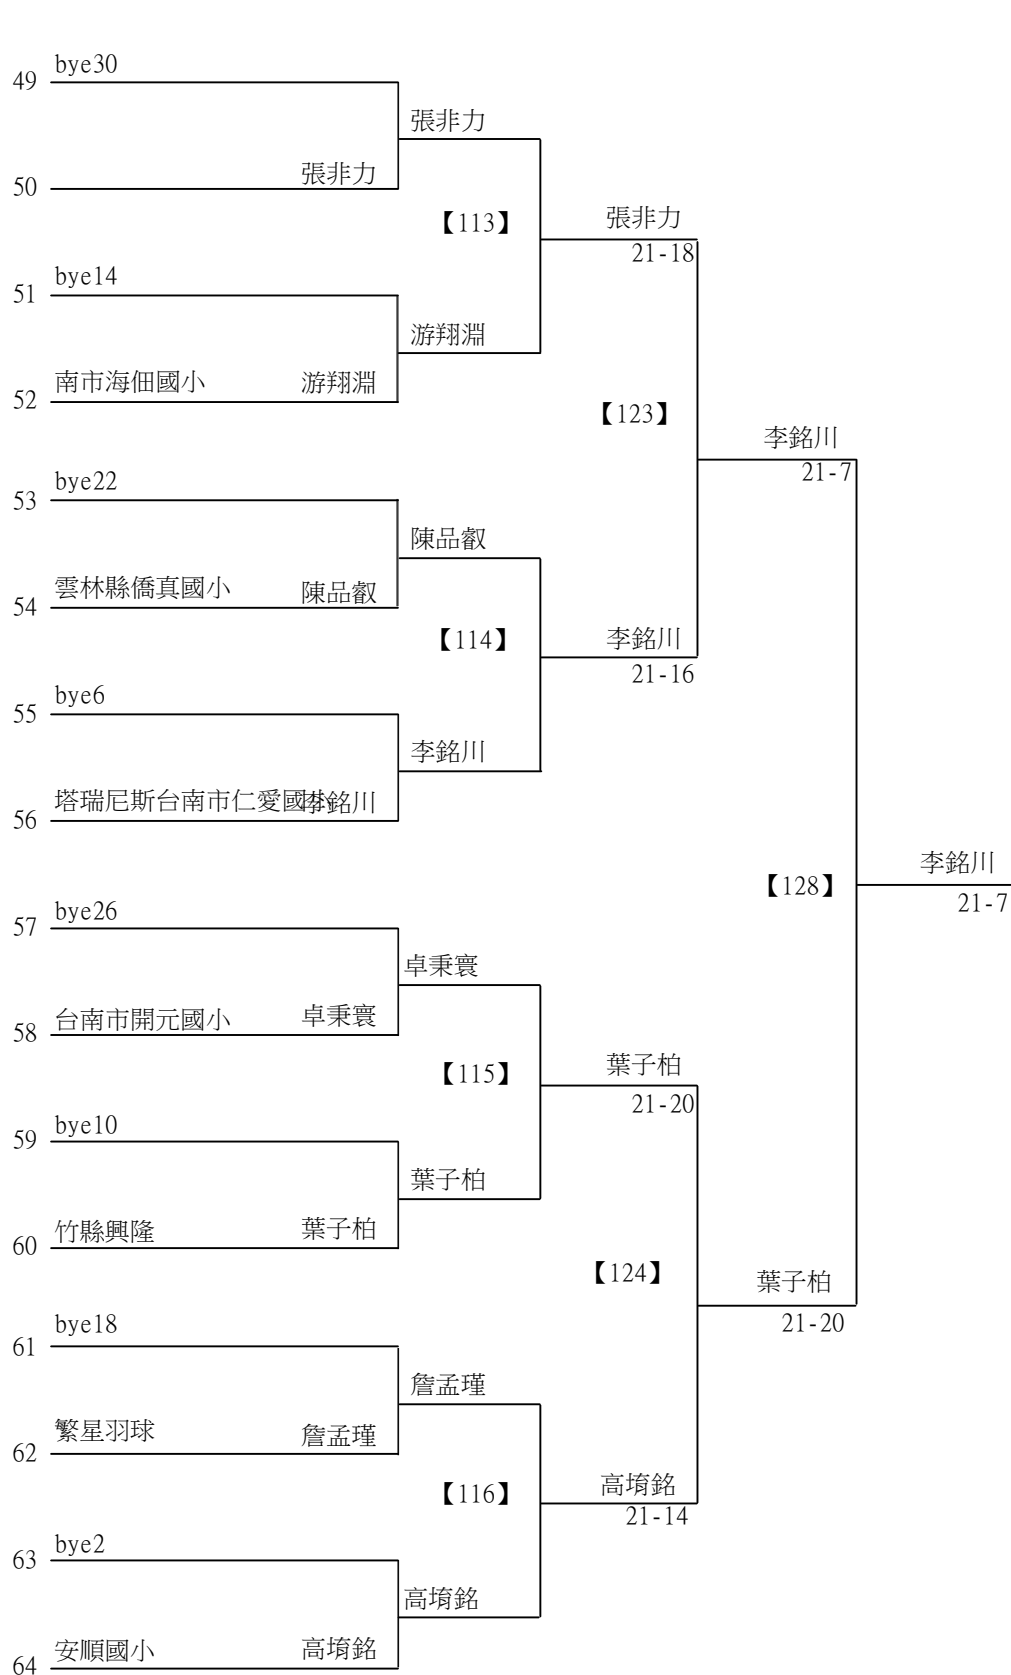 bye30
49
張非力
張非力
50
【113】
張非力
21-18
bye14
51
游翔淵
南市海佃國小 游翔淵
52
【123】
李銘川
21-7
bye22
53
陳品叡
雲林縣僑真國小 陳品叡
54
【114】
李銘川
21-16
bye6
55
李銘川
塔瑞尼斯台南市仁愛國小 李銘川
56
【128】
李銘川
21-7
bye26
57
卓秉寰
台南市開元國小 卓秉寰
58
【115】
葉子柏
21-20
bye10
59
葉子柏
竹縣興隆 葉子柏
60
【124】
葉子柏
21-20
bye18
61
詹孟瑾
繁星羽球 詹孟瑾
62
【116】
高堉銘
21-14
bye2
63
高堉銘
安順國小 高堉銘
64